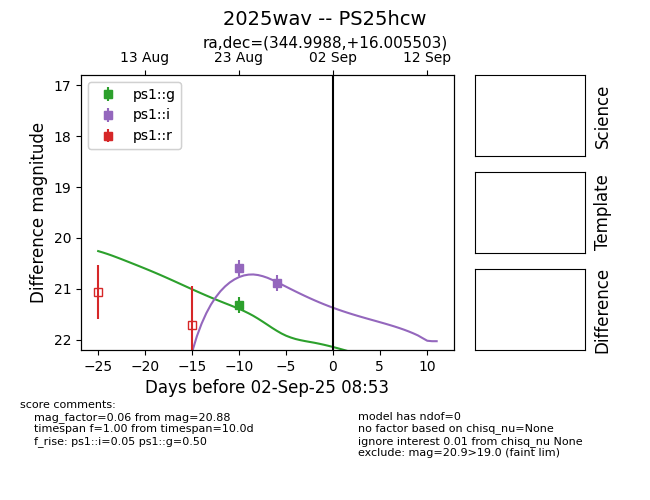 2025wav -- PS25hcw
ra,dec=(344.9988,+16.005503)
13 Aug 23 Aug 02 Sep 12 Sep
ps1::g
ps1::i
ps1::r
17
18
19
20
21
22
Difference magnitude
−25 −20 −15 −10 −5 0 5 10
Days before 02-Sep-25 08:53
Science
Template
Difference
score comments:
mag_factor=0.06 from mag=20.88
timespan f=1.00 from timespan=10.0d
f_rise: ps1::i=0.05 ps1::g=0.50
model has ndof=0
no factor based on chisq_nu=None
ignore interest 0.01 from chisq_nu None
exclude: mag=20.9>19.0 (faint lim)